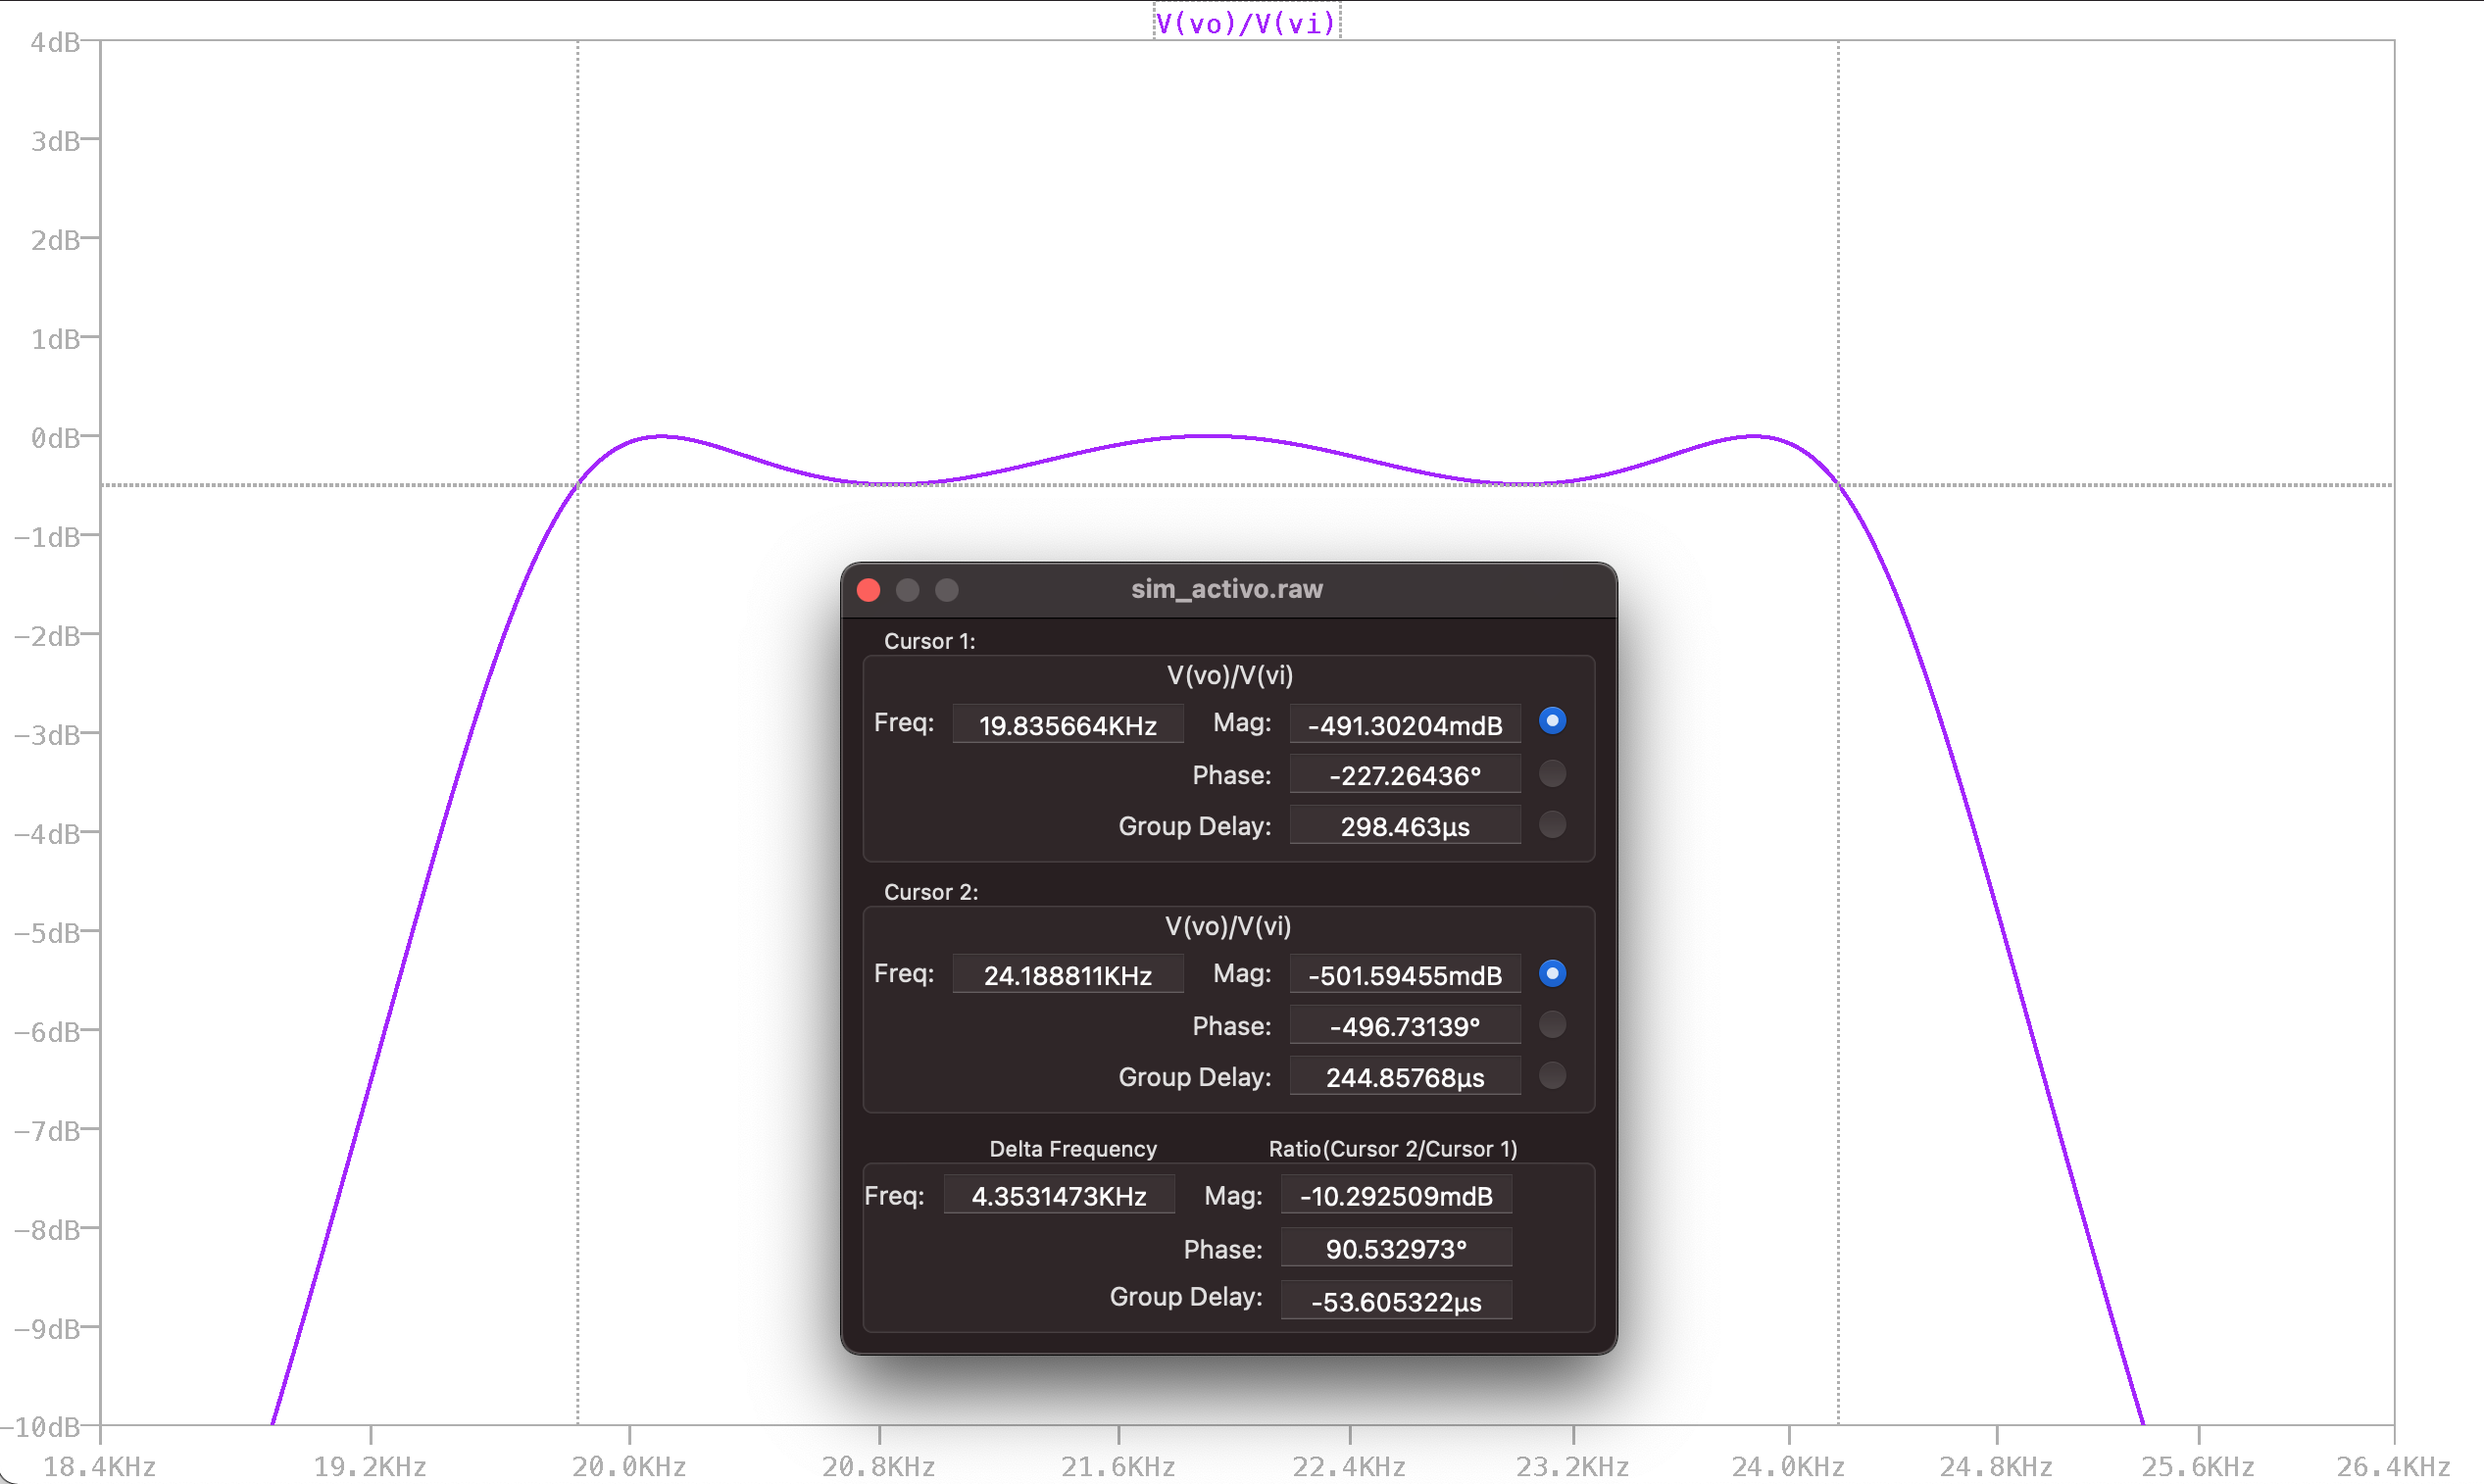 V(vo)/V(vi)
4dB
3dB
2dB
1dB
0dB
−1dB
−2dB
−3dB
−4dB
−5dB
−6dB
−7dB
−8dB
−9dB
−10dB
18.4KHz 19.2KHz 20.0KHz 20.8KHz 21.6KHz 22.4KHz 23.2KHz 24.0KHz 24.8KHz 25.6KHz 26.4KHz
sim_activo.raw
Cursor 1:
V(vo)/V(vi)
Freq: 19.835664KHz Mag: -491.30204mdB
Phase: -227.26436°
Group Delay: 298.463µs
Cursor 2:
V(vo)/V(vi)
Freq: 24.188811KHz Mag: -501.59455mdB
Phase: -496.73139°
Group Delay: 244.85768µs
Delta Frequency Ratio(Cursor 2/Cursor 1)
Freq: 4.3531473KHz Mag: -10.292509mdB
Phase: 90.532973°
Group Delay: -53.605322µs